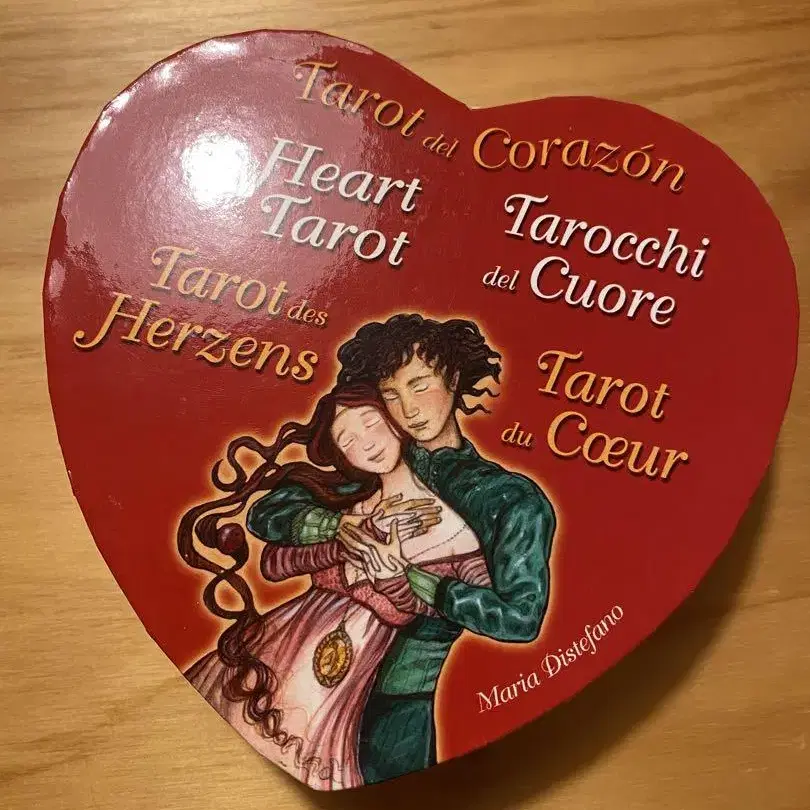 Tarot del Corazón
Heart
Tarot
Tarocchi
del Cuore
Tarot des
Herzens
Tarot
du Cœur
Maria Distefano